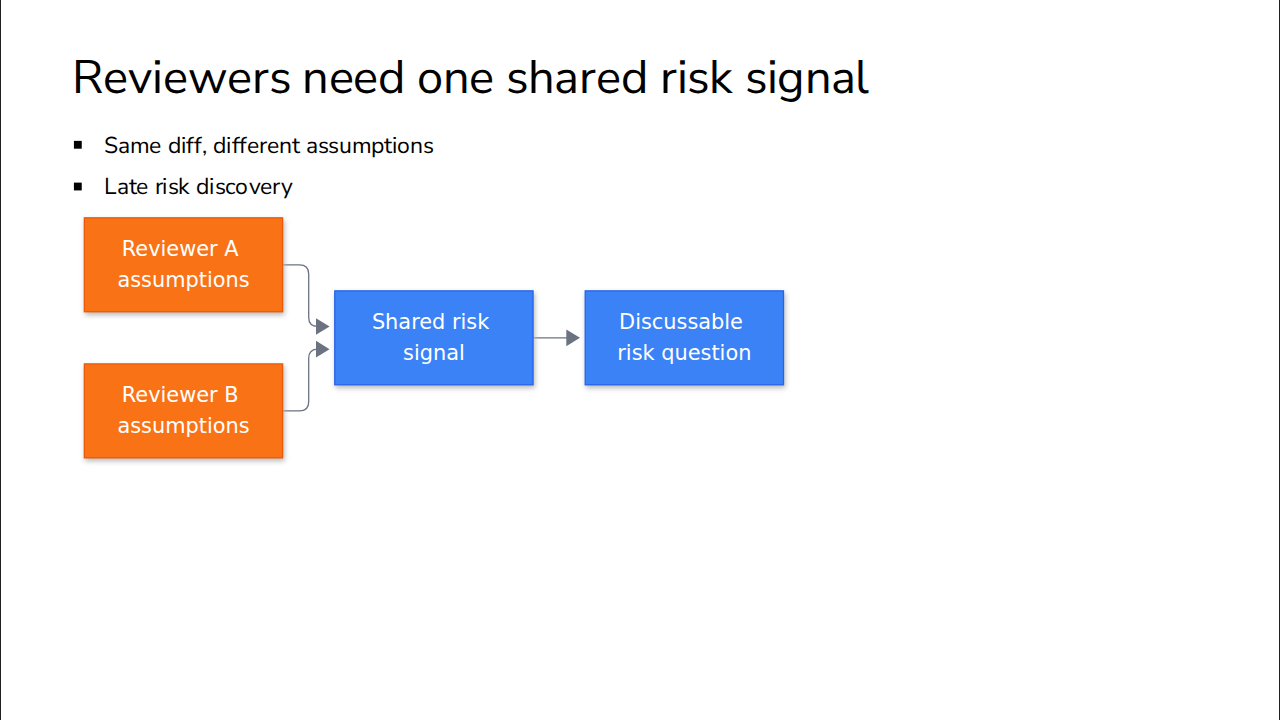 Reviewers need one shared risk signal
Same diff, different assumptions
Late risk discovery
Reviewer A
assumptions
Shared risk
signal
Discussable
risk question
Reviewer B
assumptions